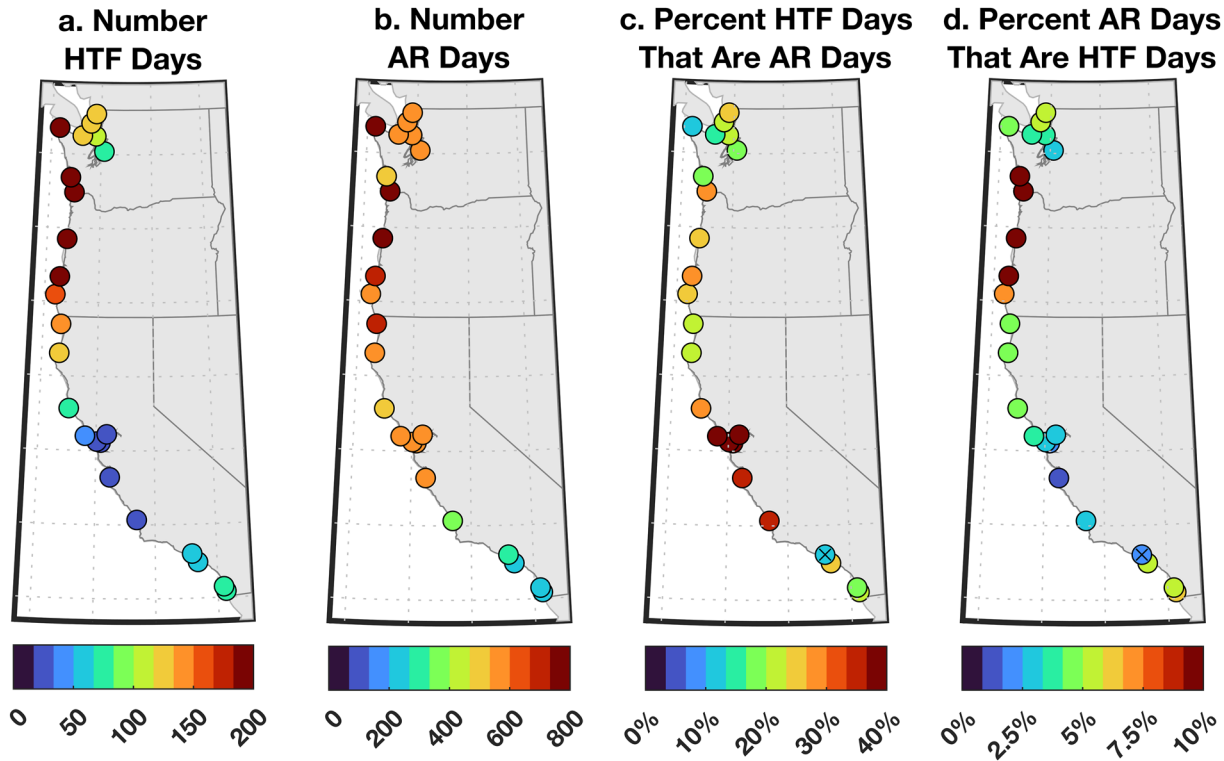 a. Number
HTF Days
b. Number
AR Days
c. Percent HTF Days
That Are AR Days
d. Percent AR Days
That Are HTF Days
0
50
100
150
200
0
200
400
600
800
0%
10%
20%
30%
40%
0%
2.5%
5%
7.5%
10%